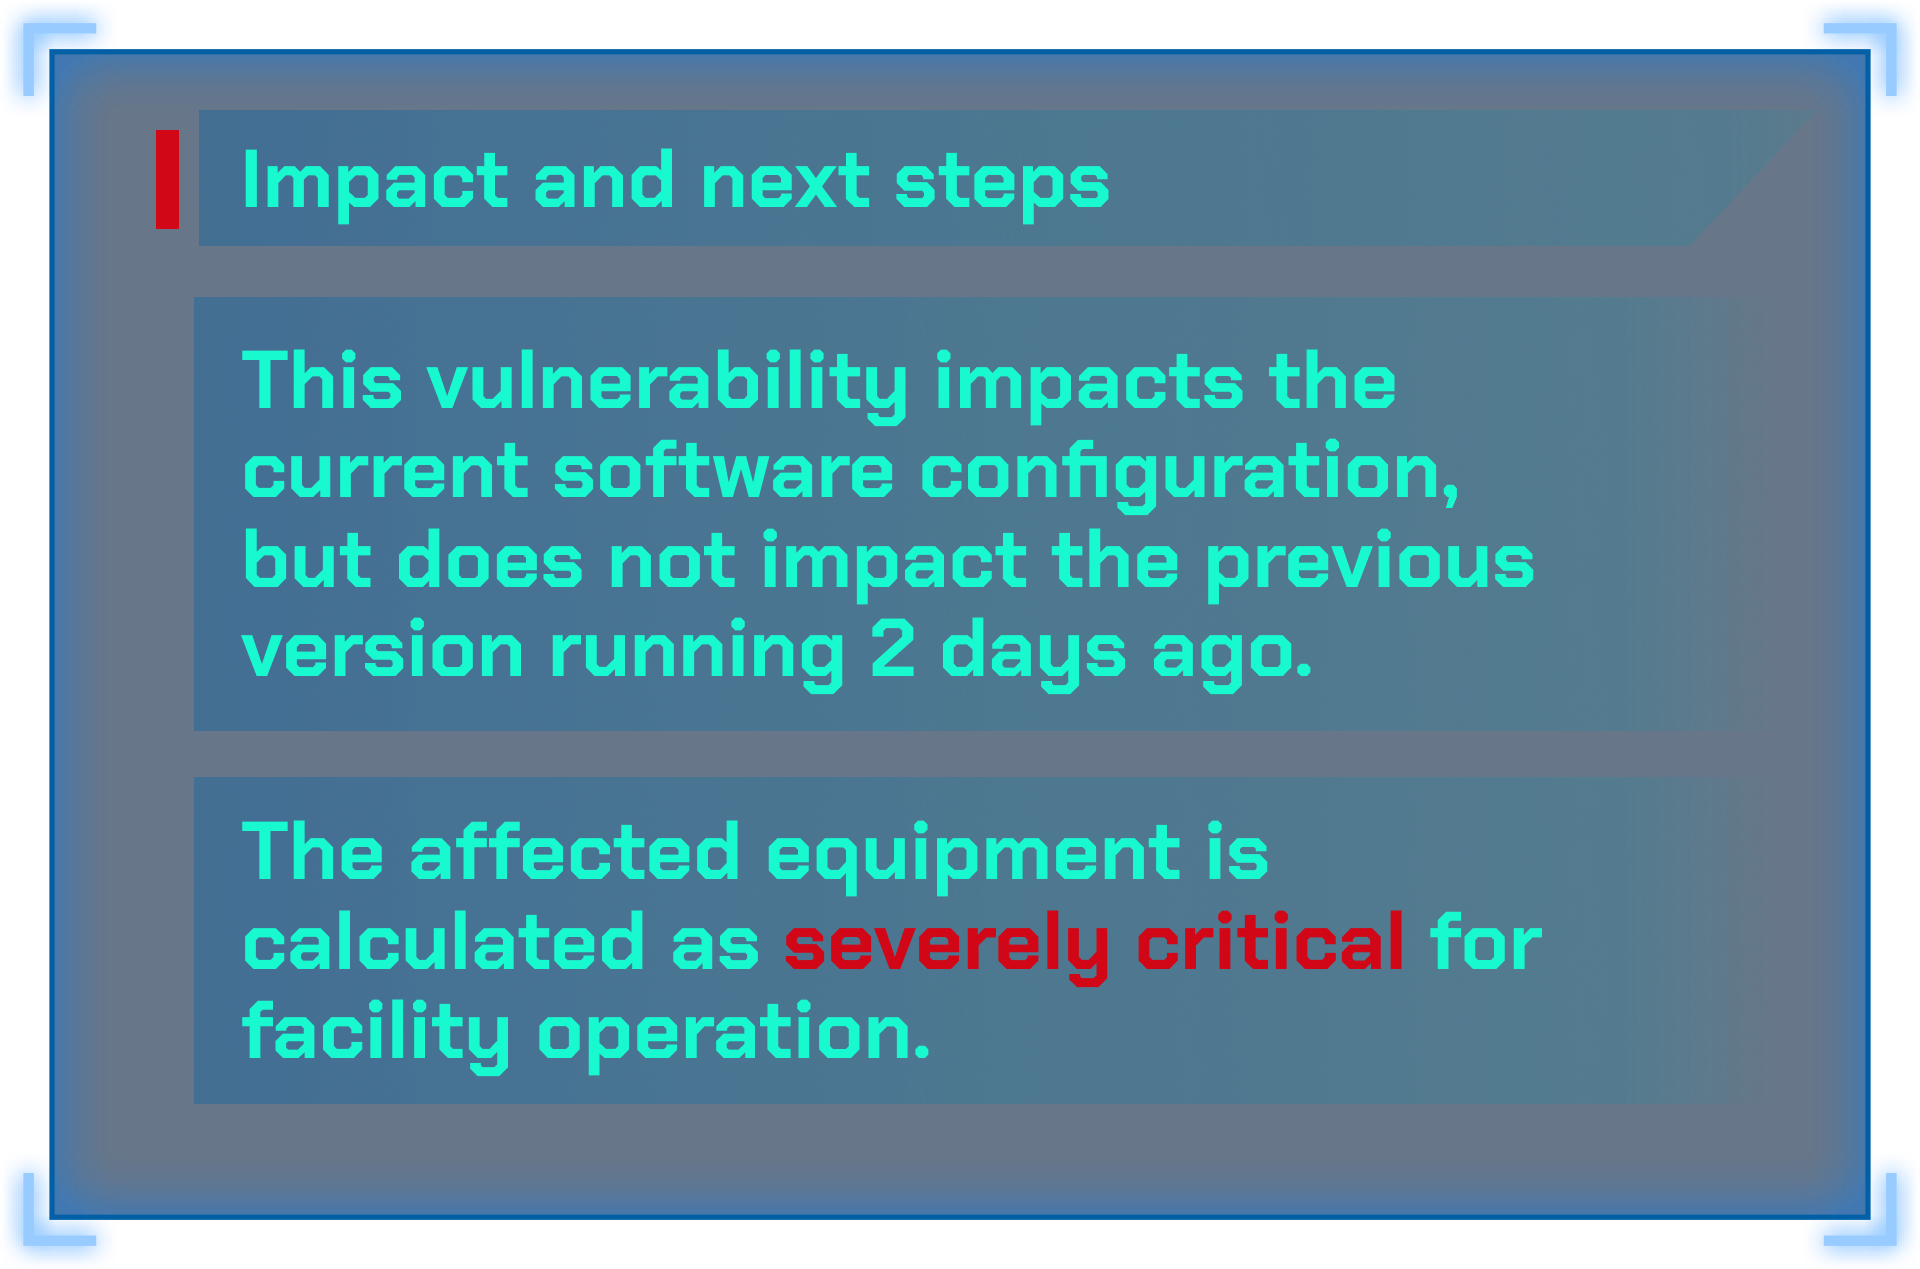 Impact and next steps
This vulnerability impacts the
current software configuration,
but does not impact the previous
version running 2 days ago.
The affected equipment is
calculated as severely critical for
facility operation.